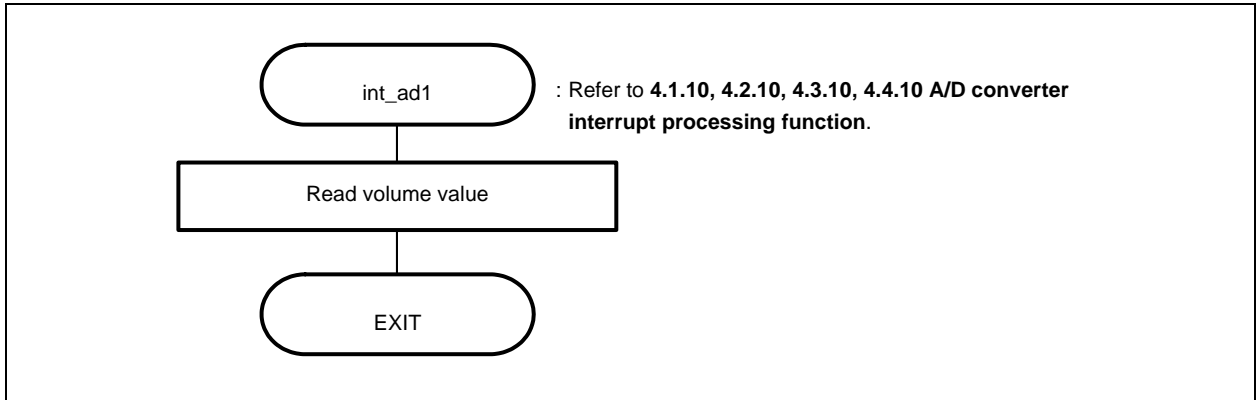 int_ad1
: Refer to 4.1.10, 4.2.10, 4.3.10, 4.4.10 A/D converter
interrupt processing function.
Read volume value
EXIT